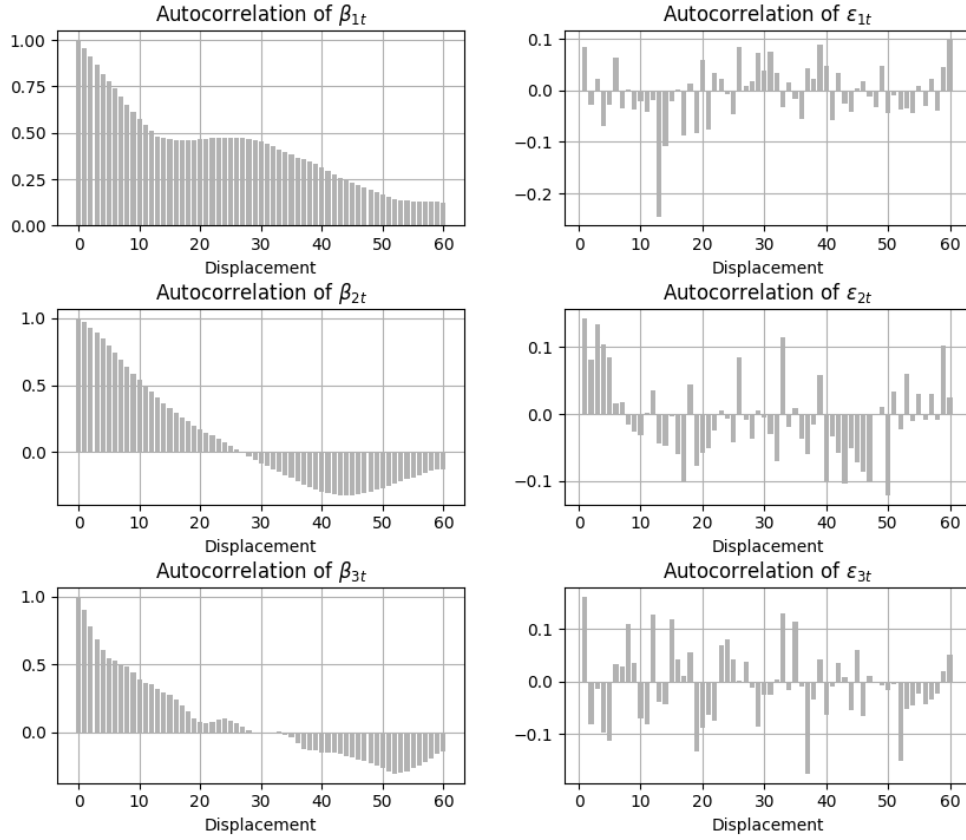 Autocorrelation of β1t
1.00
0.75
0.50
0.25
0.00
0 10 20 30 40 50 60
Displacement
Autocorrelation of ε1t
0.1
0.0
−0.1
−0.2
0 10 20 30 40 50 60
Displacement
Autocorrelation of β2t
1.0
0.5
0.0
0 10 20 30 40 50 60
Displacement
Autocorrelation of ε2t
0.1
0.0
−0.1
0 10 20 30 40 50 60
Displacement
Autocorrelation of β3t
1.0
0.5
0.0
0 10 20 30 40 50 60
Displacement
Autocorrelation of ε3t
0.1
0.0
−0.1
0 10 20 30 40 50 60
Displacement